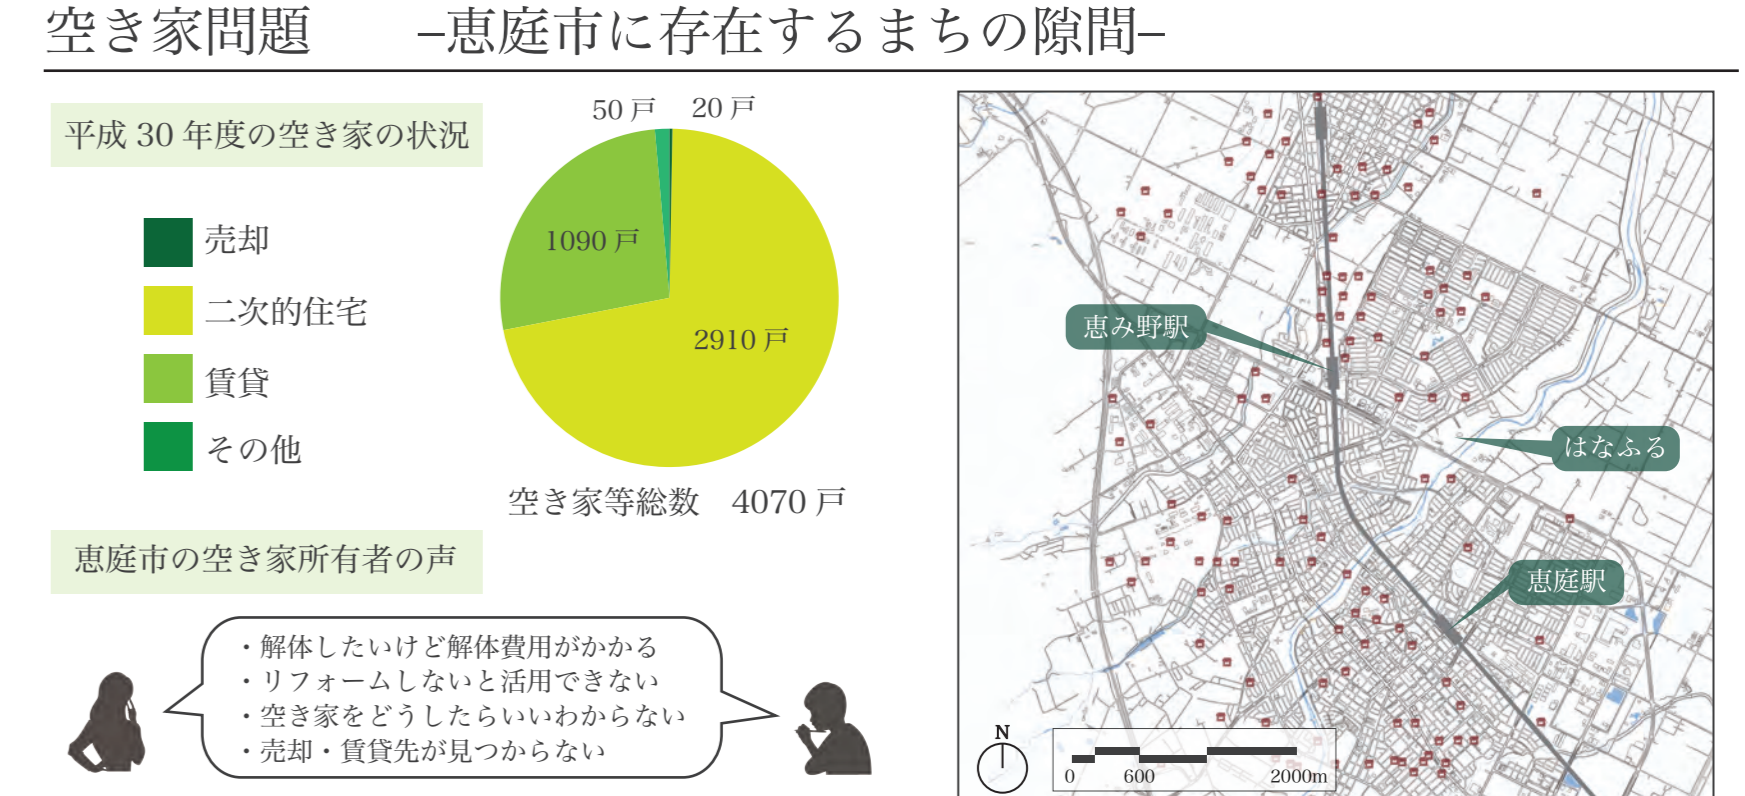 空き家問題　　–恵庭市に存在するまちの隙間–
平成 30 年度の空き家の状況
売却
二次的住宅
賃貸
その他
50 戸
20 戸
1090 戸
2910 戸
空き家等総数　4070 戸
恵庭市の空き家所有者の声
・解体したいけど解体費用がかかる
・リフォームしないと活用できない
・空き家をどうしたらいいわからない
・売却・賃貸先が見つからない
恵み野駅
はなふる
恵庭駅
N
0 600 2000m